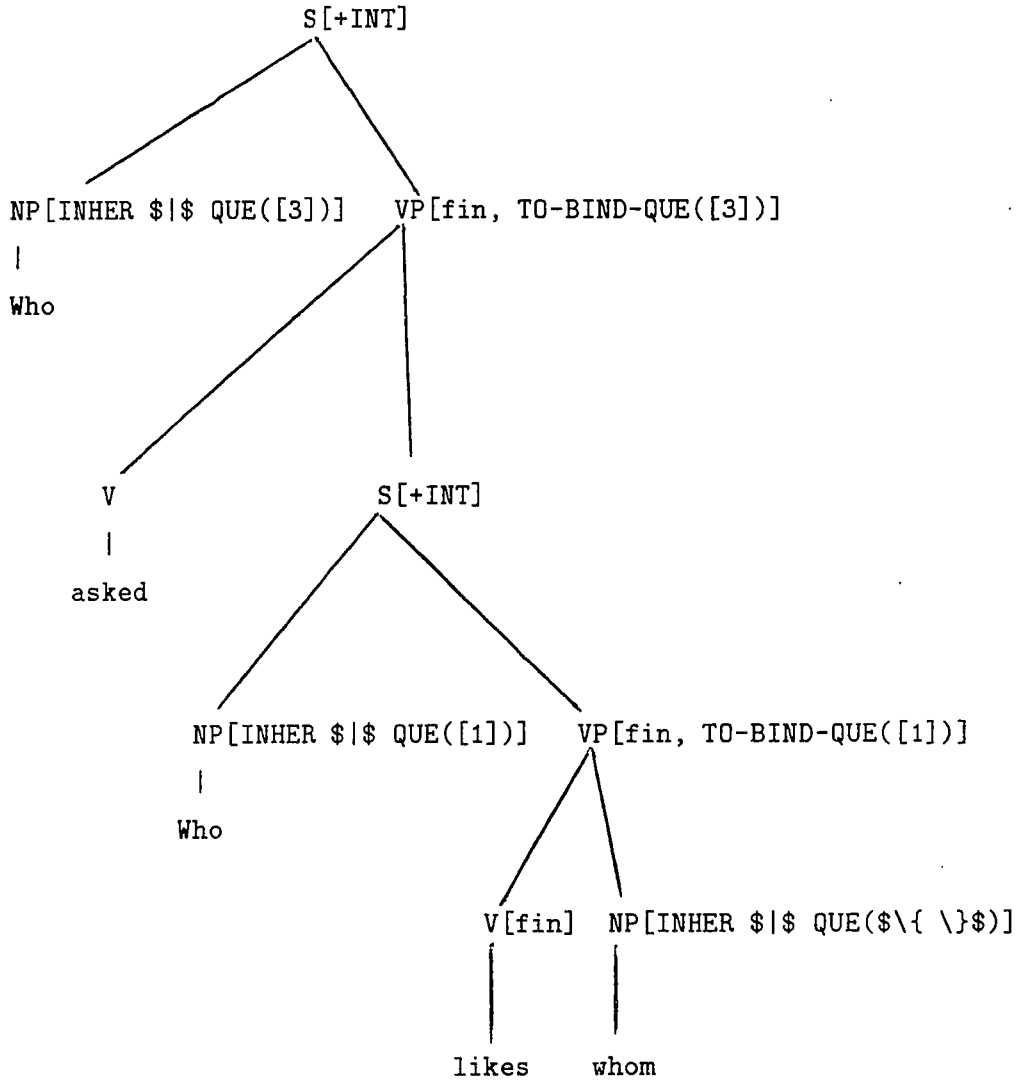 S[+INT]
NP[INHER $|$ QUE([3])] VP[fin, TO-BIND-QUE([3])]
|
Who
V S[+INT]
|
asked
NP[INHER $|$ QUE([1])] VP[fin, TO-BIND-QUE([1])]
|
Who
V[fin] NP[INHER $|$ QUE($\{ \}$)]
likes whom